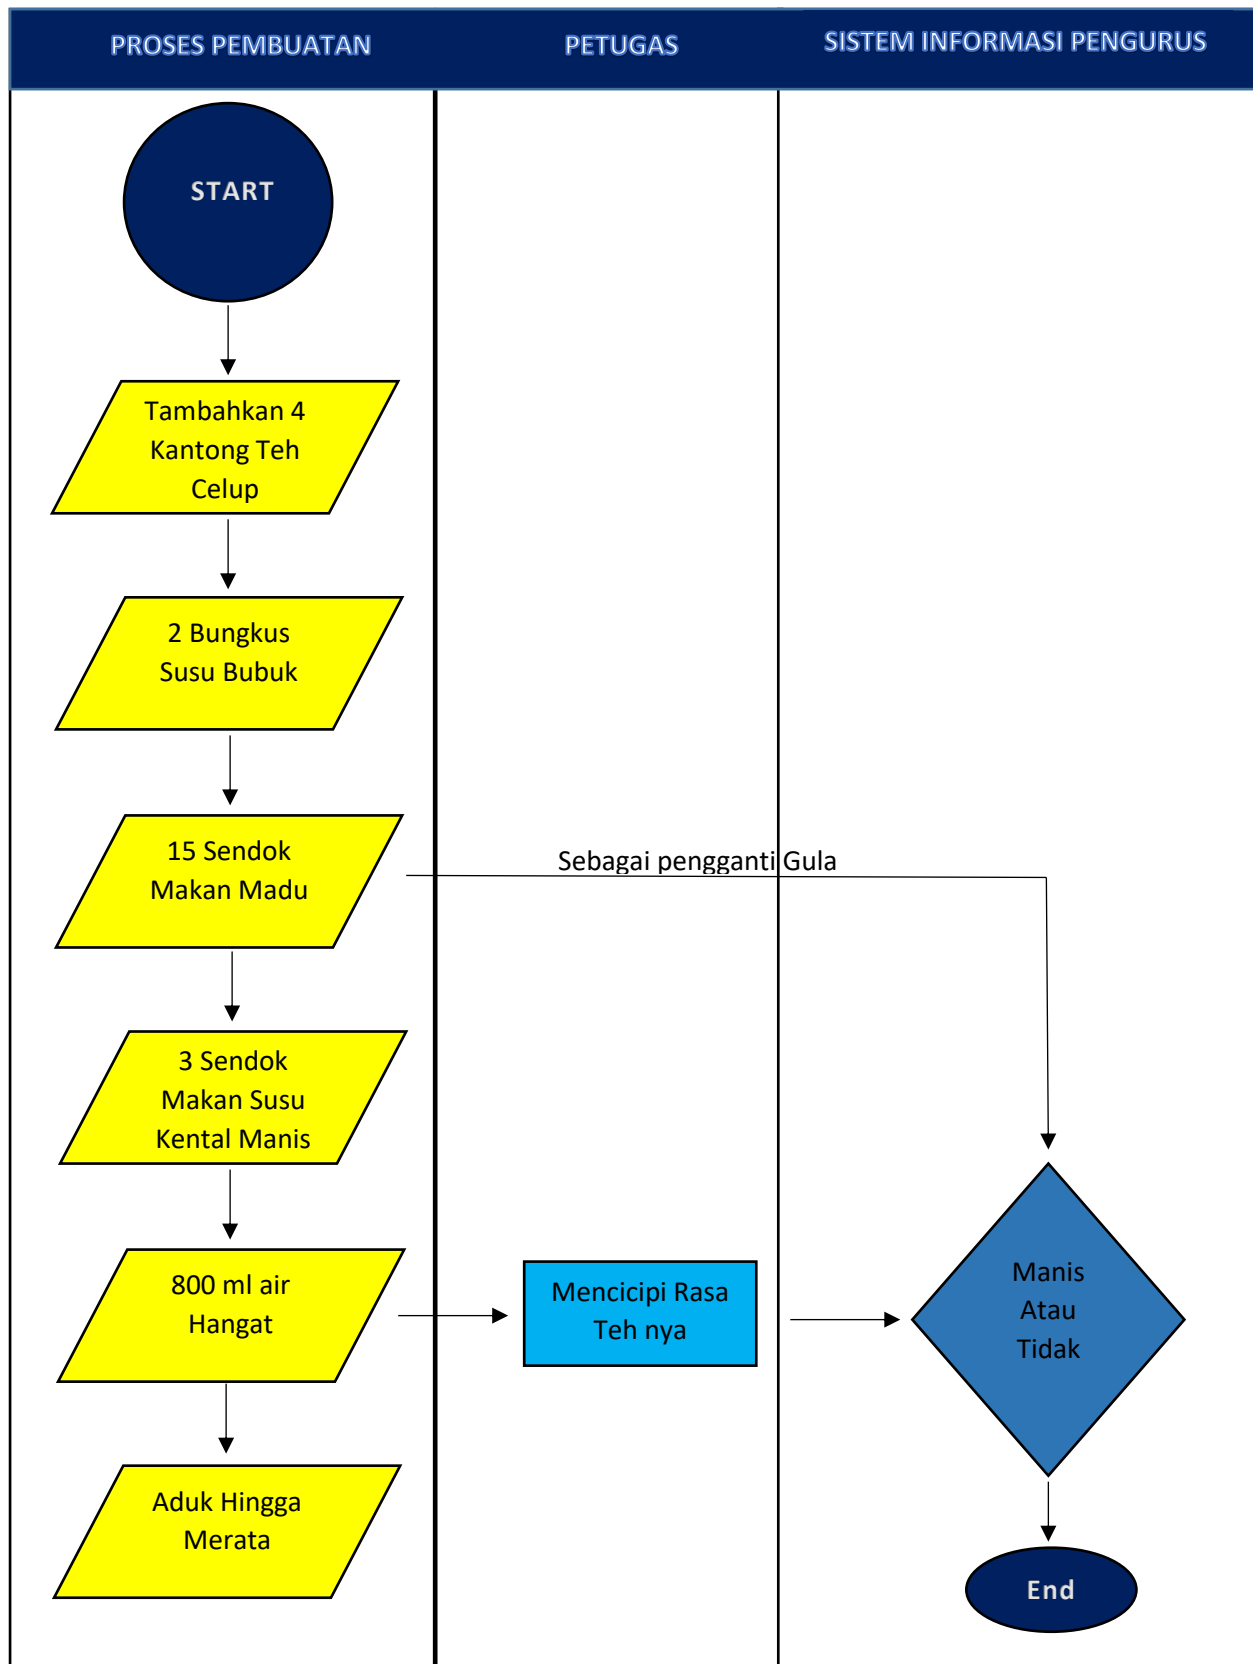 PROSES PEMBUATAN
PETUGAS
SISTEM INFORMASI PENGURUS
START
Tambahkan 4
Kantong Teh
Celup
2 Bungkus
Susu Bubuk
15 Sendok
Makan Madu
Sebagai pengganti Gula
3 Sendok
Makan Susu
Kental Manis
800 ml air
Hangat
Mencicipi Rasa
Teh nya
Manis
Atau
Tidak
Aduk Hingga
Merata
End